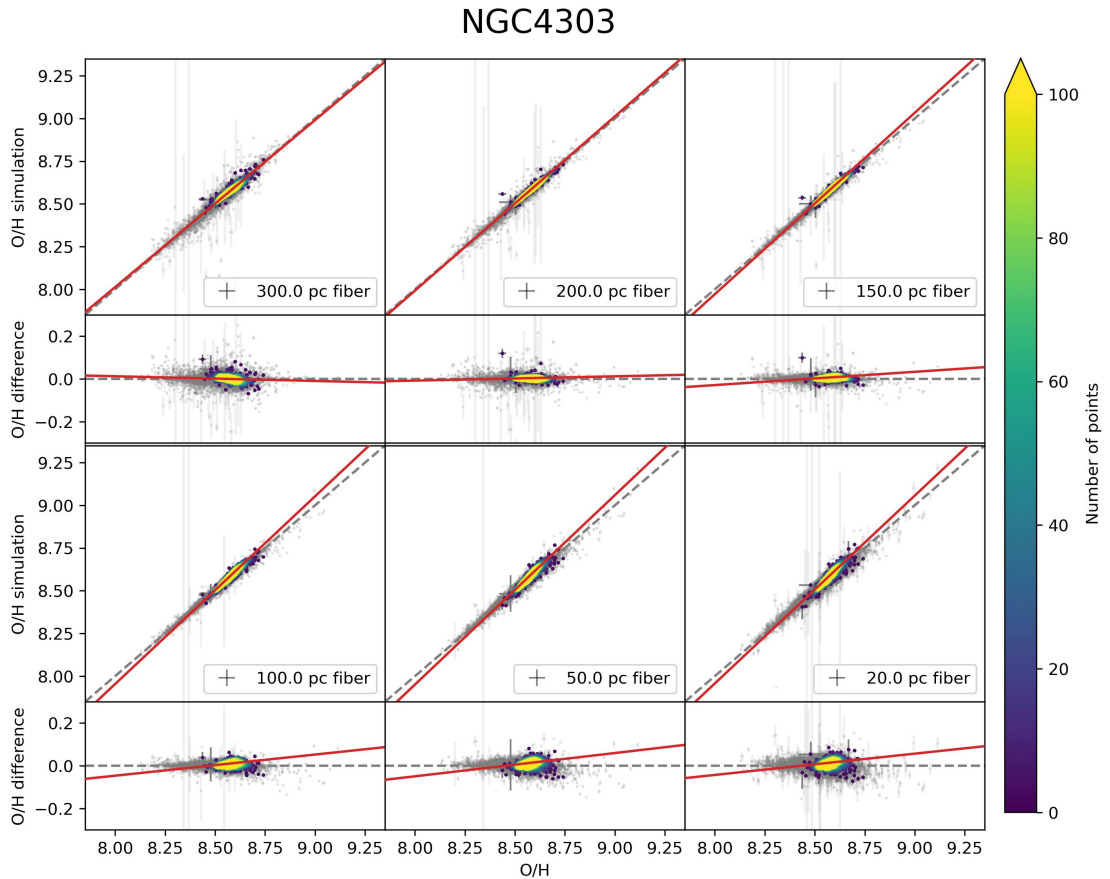 NGC4303
9.25
9.00
8.75
8.50
8.25
8.00
O/H simulation
300.0 pc fiber
200.0 pc fiber
150.0 pc fiber
0.2
0.0
−0.2
O/H difference
9.25
9.00
8.75
8.50
8.25
8.00
O/H simulation
100.0 pc fiber
50.0 pc fiber
20.0 pc fiber
0.2
0.0
−0.2
O/H difference
8.00 8.25 8.50 8.75 9.00 9.25 8.00 8.25 8.50 8.75 9.00 9.25 8.00 8.25 8.50 8.75 9.00 9.25
O/H
100
80
60
40
20
0
Number of points